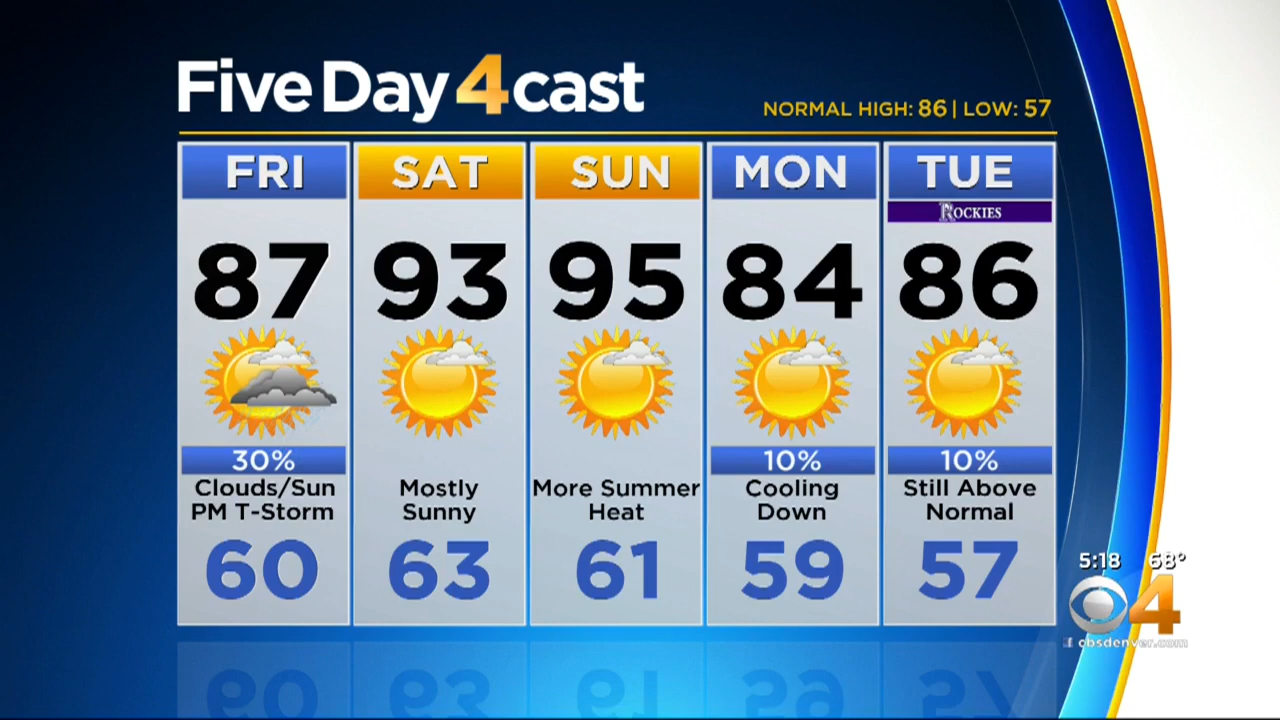 Five Day 4cast
NORMAL HIGH: 86 | LOW: 57
FRI SAT SUN MON TUE
ROCKIES
87 93 95 84 86
30% 10% 10%
Clouds/Sun Mostly More Summer Cooling Still Above
PM T-Storm Sunny Heat Down Normal
60 63 61 59 57
5:18 68°
4
cbsdenver.com